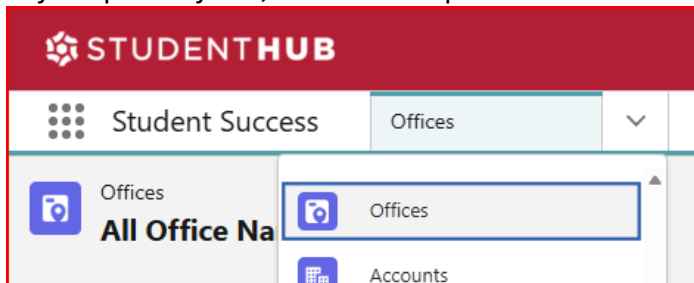 STUDENTHUB
Student Success
Offices
Offices
All Office Na
Offices
Accounts